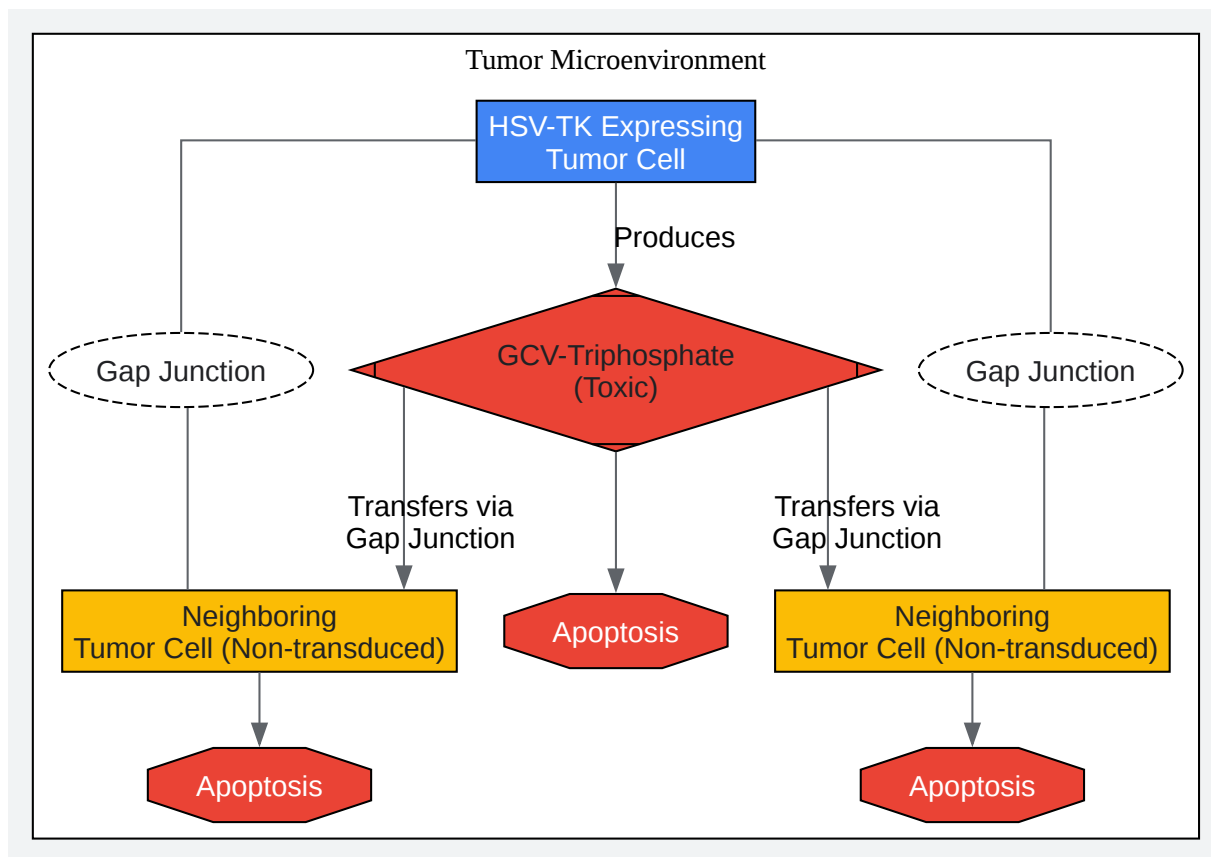 Tumor Microenvironment
HSV-TK Expressing
Tumor Cell
Produces
Gap Junction
GCV-Triphosphate
(Toxic)
Gap Junction
Transfers via
Gap Junction
Transfers via
Gap Junction
Neighboring
Tumor Cell (Non-transduced)
Apoptosis
Neighboring
Tumor Cell (Non-transduced)
Apoptosis
Apoptosis